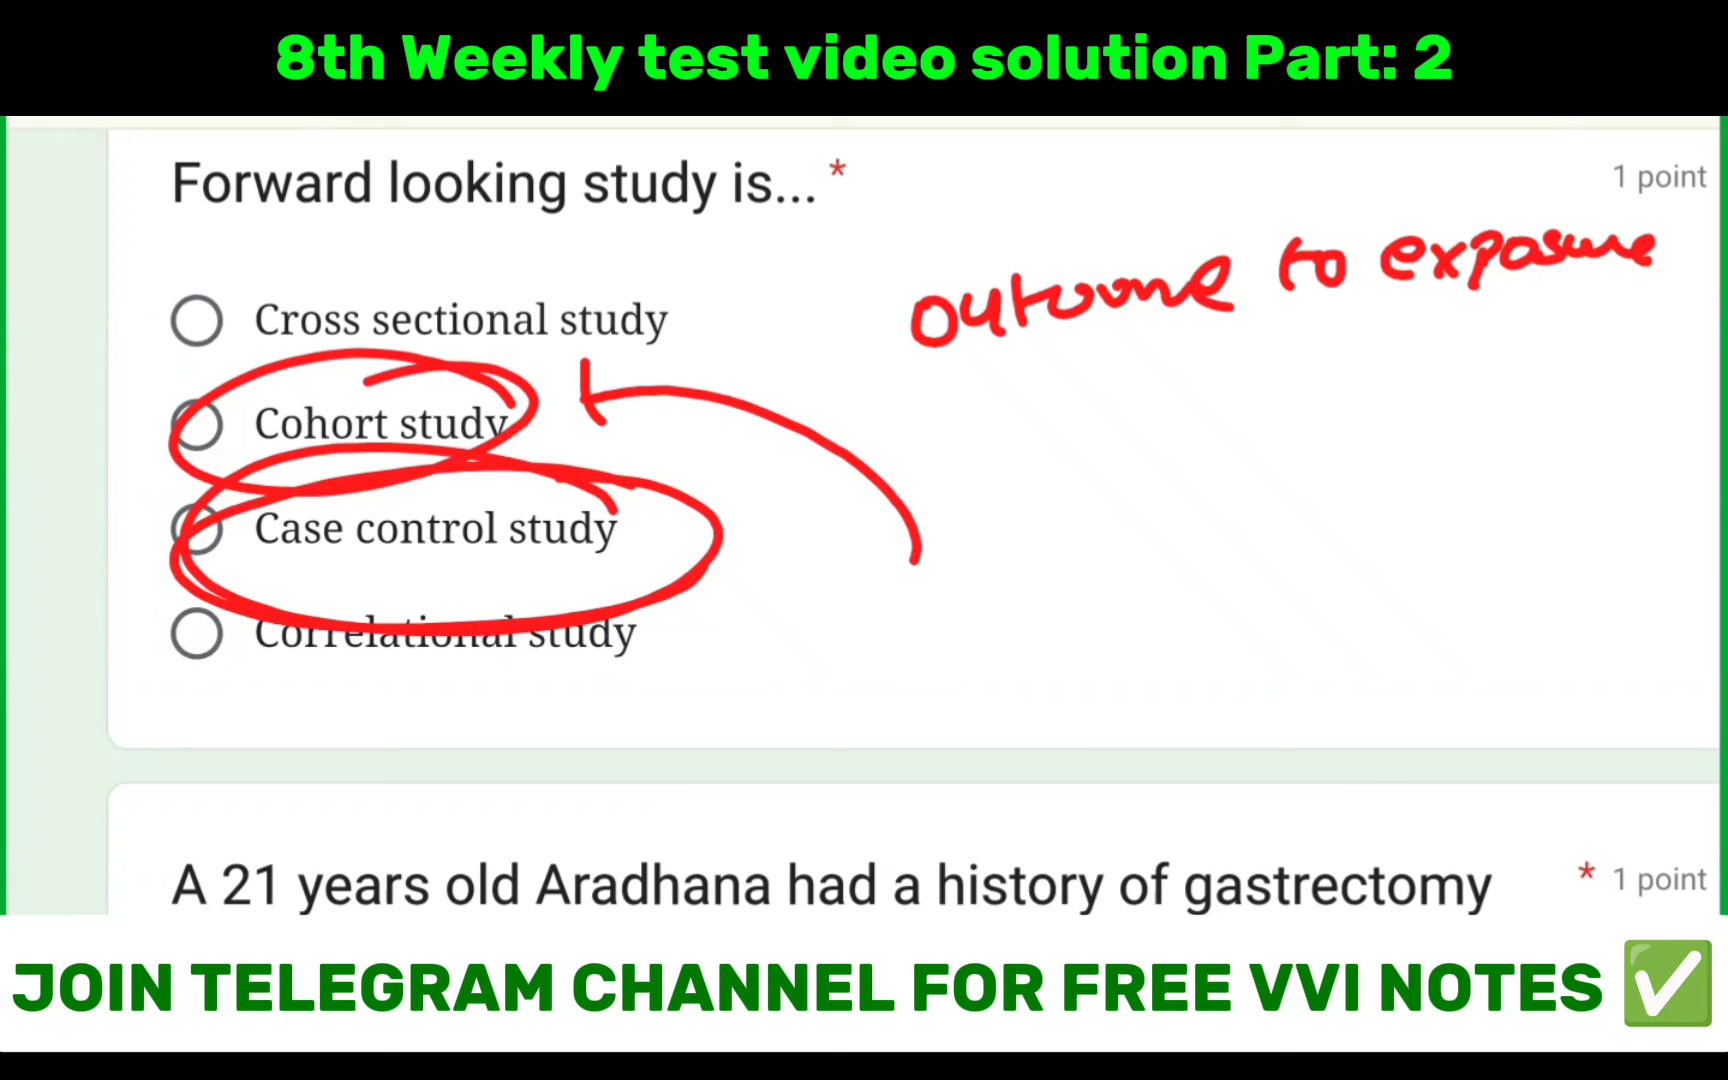 8th Weekly test video solution Part: 2
Forward looking study is... *
1 point
outcome to exposure
Cross sectional study
Cohort study
Case control study
Correlational study
A 21 years old Aradhana had a history of gastrectomy
* 1 point
JOIN TELEGRAM CHANNEL FOR FREE VVI NOTES ✅